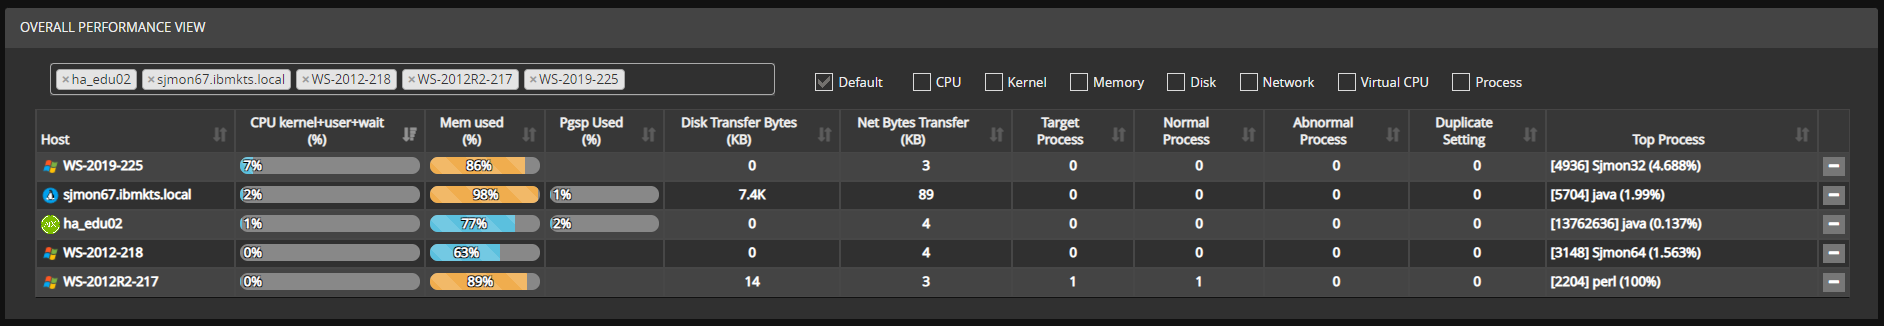 OVERALL PERFORMANCE VIEW
×ha_edu02 ×sjmon67.ibmkts.local ×WS-2012-218 ×WS-2012R2-217 ×WS-2019-225 Default CPU Kernel Memory Disk Network Virtual CPU Process
Host CPU kernel+user+wait (%) Mem used (%) Pgsp Used (%) Disk Transfer Bytes (KB) Net Bytes Transfer (KB) Target Process Normal Process Abnormal Process Duplicate Setting Top Process
WS-2019-225 7% 86% 0 3 0 0 0 0 [4936] Sjmon32 (4.688%)
sjmon67.ibmkts.local 2% 98% 1% 7.4K 89 0 0 0 0 [5704] java (1.99%)
ha_edu02 1% 77% 2% 0 4 0 0 0 0 [13762636] java (0.137%)
WS-2012-218 0% 63% 0 4 0 0 0 0 [3148] Sjmon64 (1.563%)
WS-2012R2-217 0% 89% 14 3 1 1 0 0 [2204] perl (100%)